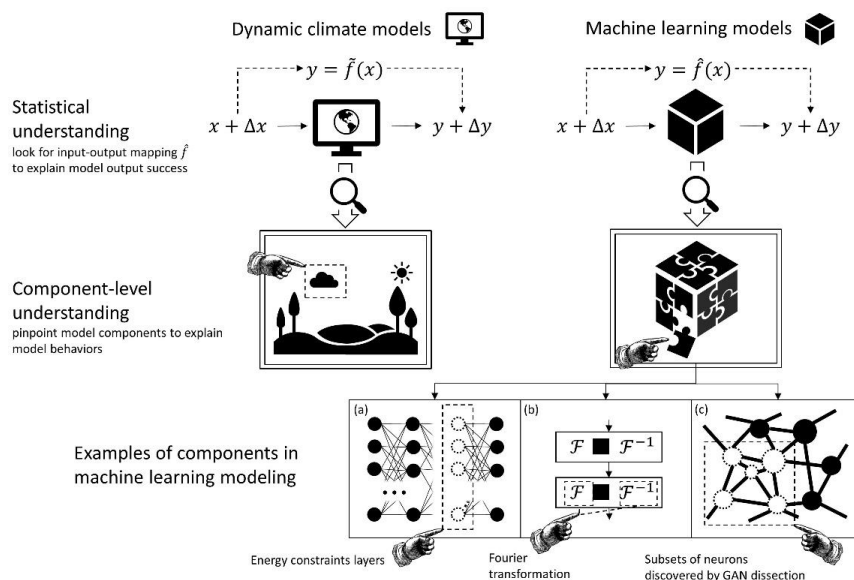 Dynamic climate models
Machine learning models
y = f̃(x)
y = f̂(x)
Statistical
understanding
look for input-output mapping f̂
to explain model output success
x + Δx
y + Δy
x + Δx
y + Δy
Component-level
understanding
pinpoint model components to explain
model behaviors
Examples of components in
machine learning modeling
(a)
(b)
(c)
ℱ ℱ⁻¹
ℱ ℱ⁻¹
Energy constraints layers
Fourier
transformation
Subsets of neurons
discovered by GAN dissection